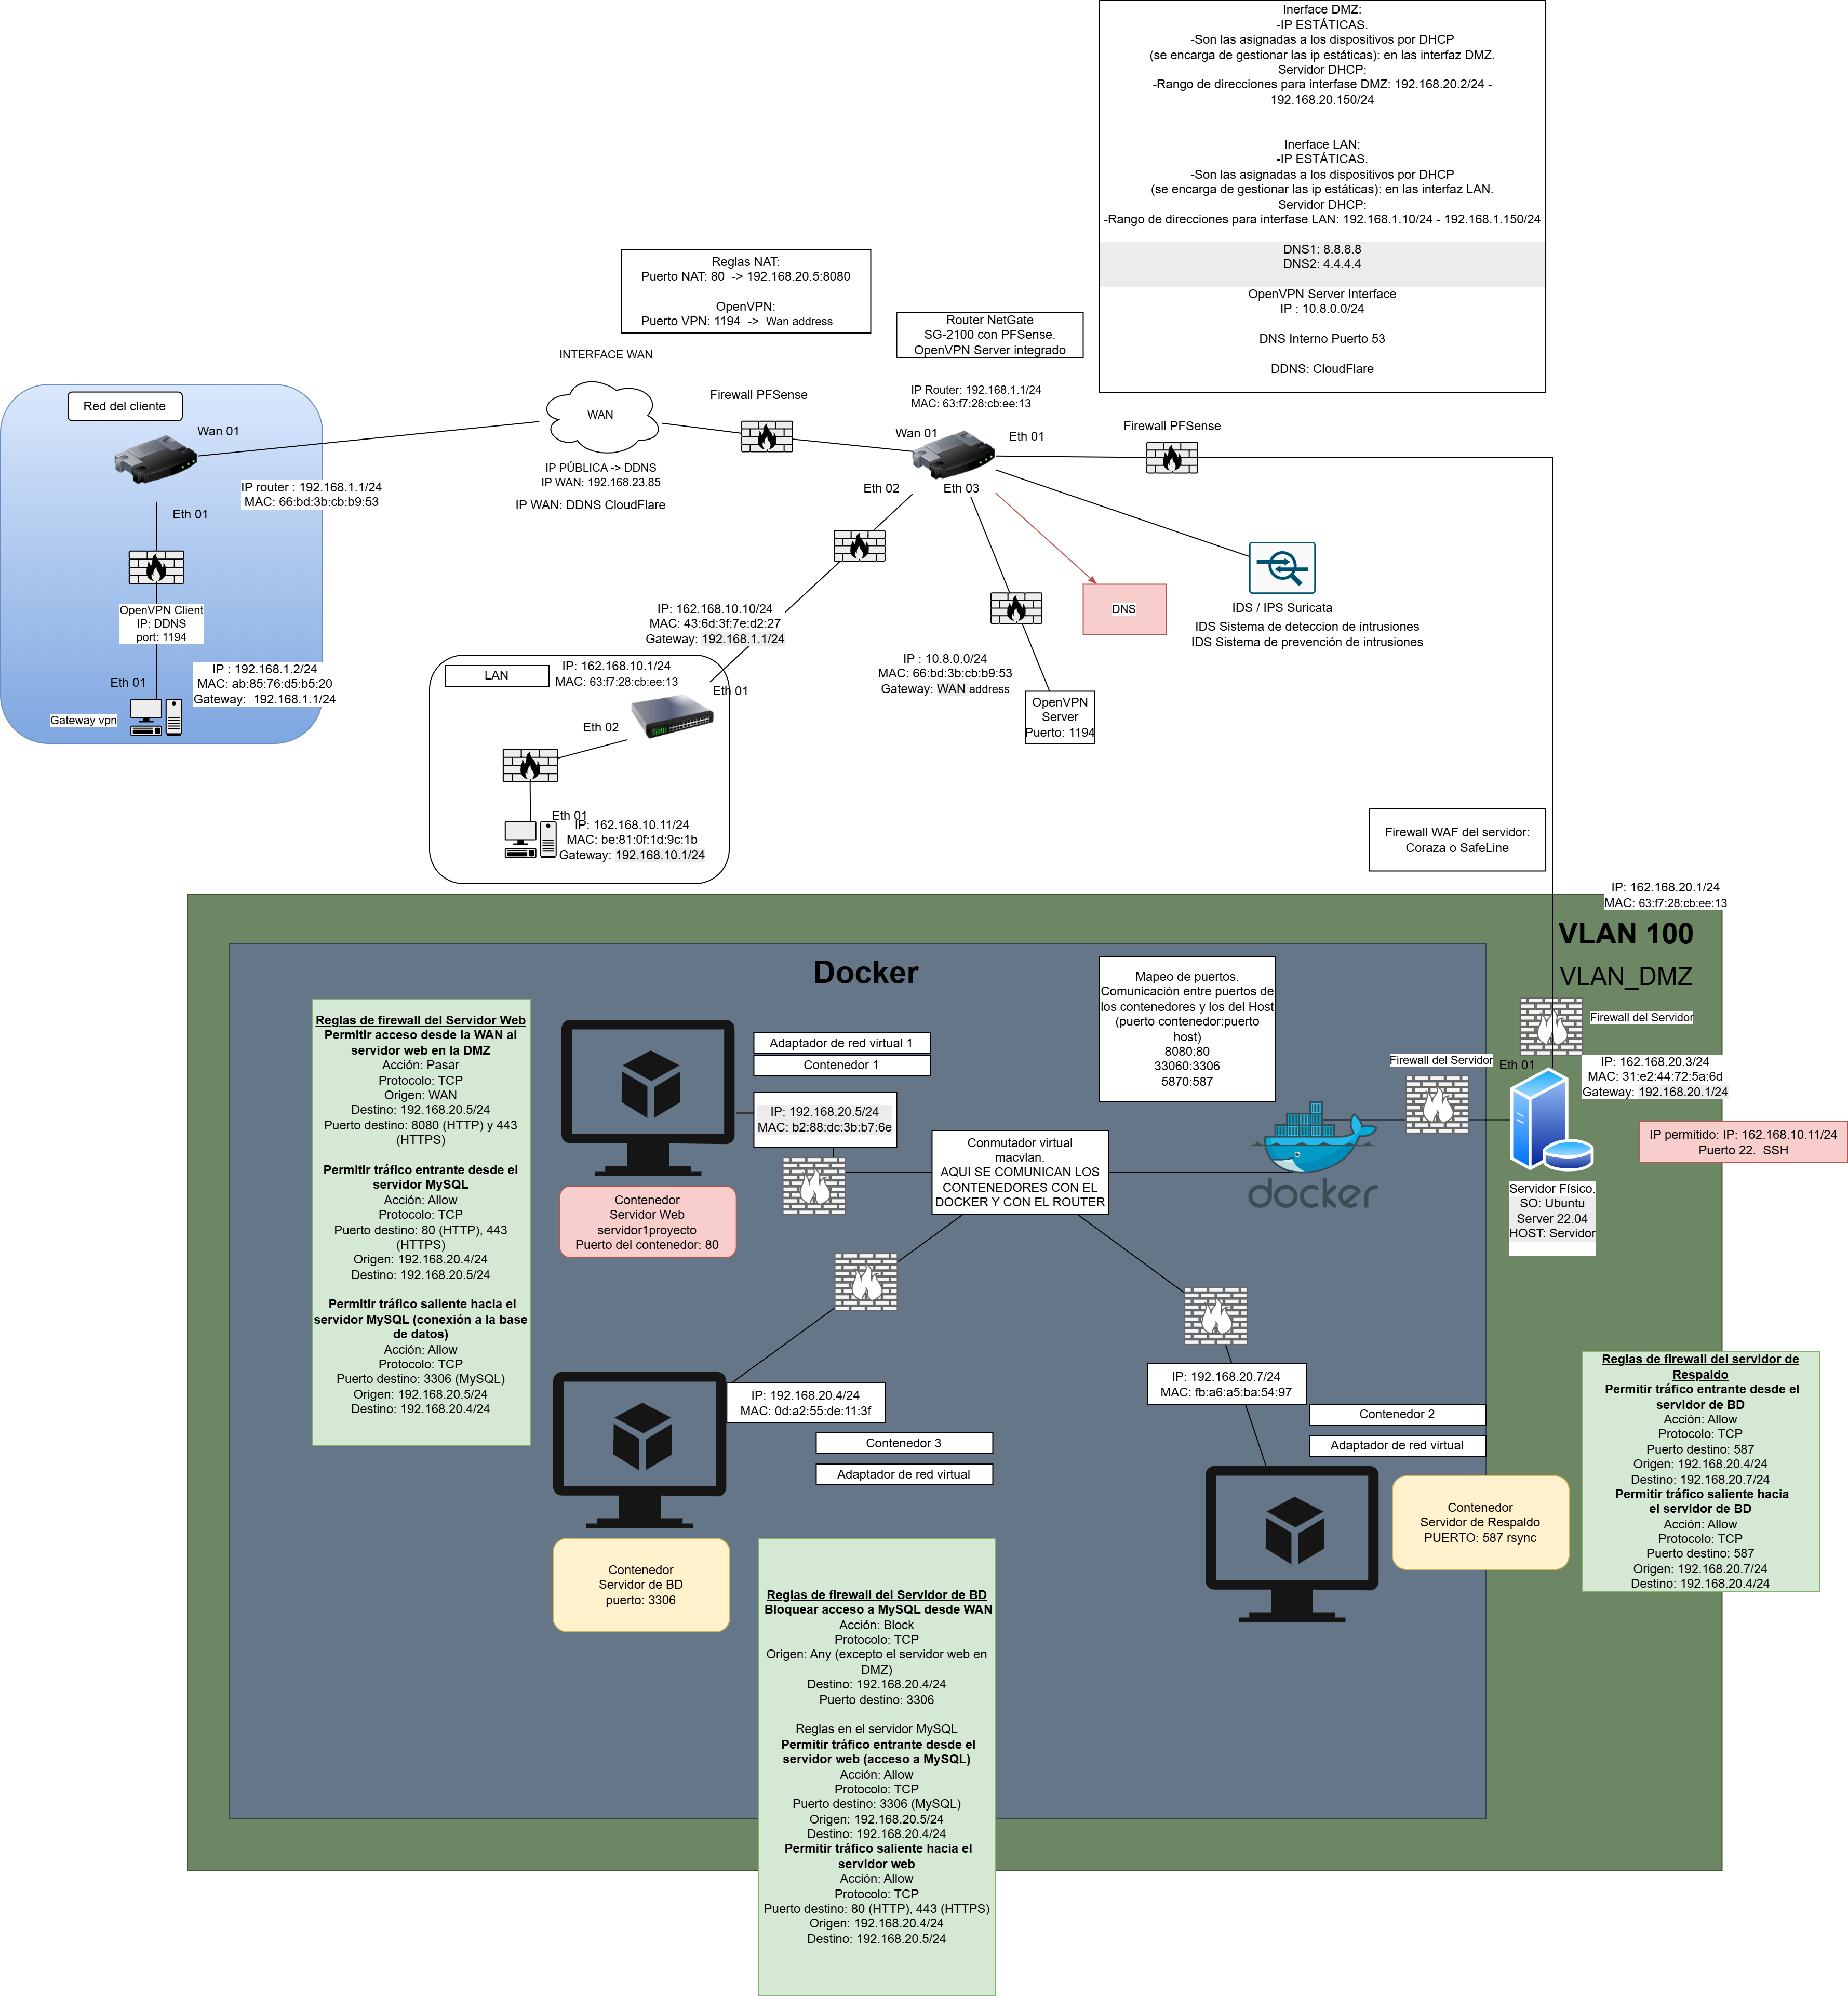 Inerface DMZ:
-IP ESTÁTICAS.
-Son las asignadas a los dispositivos por DHCP
(se encarga de gestionar las ip estáticas): en las interfaz DMZ.
Servidor DHCP:
-Rango de direcciones para interfase DMZ: 192.168.20.2/24 -
192.168.20.150/24
Inerface LAN:
-IP ESTÁTICAS.
-Son las asignadas a los dispositivos por DHCP
(se encarga de gestionar las ip estáticas): en las interfaz LAN.
Servidor DHCP:
-Rango de direcciones para interfase LAN: 192.168.1.10/24 - 192.168.1.150/24
DNS1: 8.8.8.8
DNS2: 4.4.4.4
OpenVPN Server Interface
IP : 10.8.0.0/24
DNS Interno Puerto 53
DDNS: CloudFlare
Reglas NAT:
Puerto NAT: 80 -> 192.168.20.5:8080
OpenVPN:
Puerto VPN: 1194 -> Wan address
Router NetGate
SG-2100 con PFSense.
OpenVPN Server integrado
INTERFACE WAN
WAN
IP PÚBLICA -> DDNS
IP WAN: 192.168.23.85
IP WAN: DDNS CloudFlare
Firewall PFSense
IP Router: 192.168.1.1/24
MAC: 63:f7:28:cb:ee:13
Wan 01
Eth 01
Eth 02
Eth 03
Firewall PFSense
Red del cliente
Wan 01
IP router : 192.168.1.1/24
MAC: 66:bd:3b:cb:b9:53
Eth 01
OpenVPN Client
IP: DDNS
port: 1194
Eth 01
IP : 192.168.1.2/24
MAC: ab:85:76:d5:b5:20
Gateway: 192.168.1.1/24
Gateway vpn
IP: 162.168.10.10/24
MAC: 43:6d:3f:7e:d2:27
Gateway: 192.168.1.1/24
LAN
IP: 162.168.10.1/24
MAC: 63:f7:28:cb:ee:13
Eth 01
Eth 02
Eth 01
IP: 162.168.10.11/24
MAC: be:81:0f:1d:9c:1b
Gateway: 192.168.10.1/24
IP : 10.8.0.0/24
MAC: 66:bd:3b:cb:b9:53
Gateway: WAN address
OpenVPN
Server
Puerto: 1194
DNS
IDS / IPS Suricata
IDS Sistema de deteccion de intrusiones
IDS Sistema de prevención de intrusiones
Firewall WAF del servidor:
Coraza o SafeLine
IP: 162.168.20.1/24
MAC: 63:f7:28:cb:ee:13
VLAN 100
VLAN_DMZ
Firewall del Servidor
Firewall del Servidor
Eth 01
IP: 162.168.20.3/24
MAC: 31:e2:44:72:5a:6d
Gateway: 192.168.20.1/24
IP permitido: IP: 162.168.10.11/24
Puerto 22. SSH
Servidor Físico.
SO: Ubuntu
Server 22.04
HOST: Servidor
Docker
Mapeo de puertos.
Comunicación entre puertos de
los contenedores y los del Host
(puerto contenedor:puerto
host)
8080:80
33060:3306
5870:587
docker
Conmutador virtual
macvlan.
AQUI SE COMUNICAN LOS
CONTENEDORES CON EL
DOCKER Y CON EL ROUTER
Adaptador de red virtual 1
Contenedor 1
IP: 192.168.20.5/24
MAC: b2:88:dc:3b:b7:6e
Contenedor
Servidor Web
servidor1proyecto
Puerto del contenedor: 80
Reglas de firewall del Servidor Web
Permitir acceso desde la WAN al
servidor web en la DMZ
Acción: Pasar
Protocolo: TCP
Origen: WAN
Destino: 192.168.20.5/24
Puerto destino: 8080 (HTTP) y 443
(HTTPS)
Permitir tráfico entrante desde el
servidor MySQL
Acción: Allow
Protocolo: TCP
Puerto destino: 80 (HTTP), 443
(HTTPS)
Origen: 192.168.20.4/24
Destino: 192.168.20.5/24
Permitir tráfico saliente hacia el
servidor MySQL (conexión a la base
de datos)
Acción: Allow
Protocolo: TCP
Puerto destino: 3306 (MySQL)
Origen: 192.168.20.5/24
Destino: 192.168.20.4/24
IP: 192.168.20.4/24
MAC: 0d:a2:55:de:11:3f
Contenedor 3
Adaptador de red virtual
Contenedor
Servidor de BD
puerto: 3306
IP: 192.168.20.7/24
MAC: fb:a6:a5:ba:54:97
Contenedor 2
Adaptador de red virtual
Contenedor
Servidor de Respaldo
PUERTO: 587 rsync
Reglas de firewall del servidor de
Respaldo
Permitir tráfico entrante desde el
servidor de BD
Acción: Allow
Protocolo: TCP
Puerto destino: 587
Origen: 192.168.20.4/24
Destino: 192.168.20.7/24
Permitir tráfico saliente hacia
el servidor de BD
Acción: Allow
Protocolo: TCP
Puerto destino: 587
Origen: 192.168.20.7/24
Destino: 192.168.20.4/24
Reglas de firewall del Servidor de BD
Bloquear acceso a MySQL desde WAN
Acción: Block
Protocolo: TCP
Origen: Any (excepto el servidor web en
DMZ)
Destino: 192.168.20.4/24
Puerto destino: 3306
Reglas en el servidor MySQL
Permitir tráfico entrante desde el
servidor web (acceso a MySQL)
Acción: Allow
Protocolo: TCP
Puerto destino: 3306 (MySQL)
Origen: 192.168.20.5/24
Destino: 192.168.20.4/24
Permitir tráfico saliente hacia el
servidor web
Acción: Allow
Protocolo: TCP
Puerto destino: 80 (HTTP), 443 (HTTPS)
Origen: 192.168.20.4/24
Destino: 192.168.20.5/24